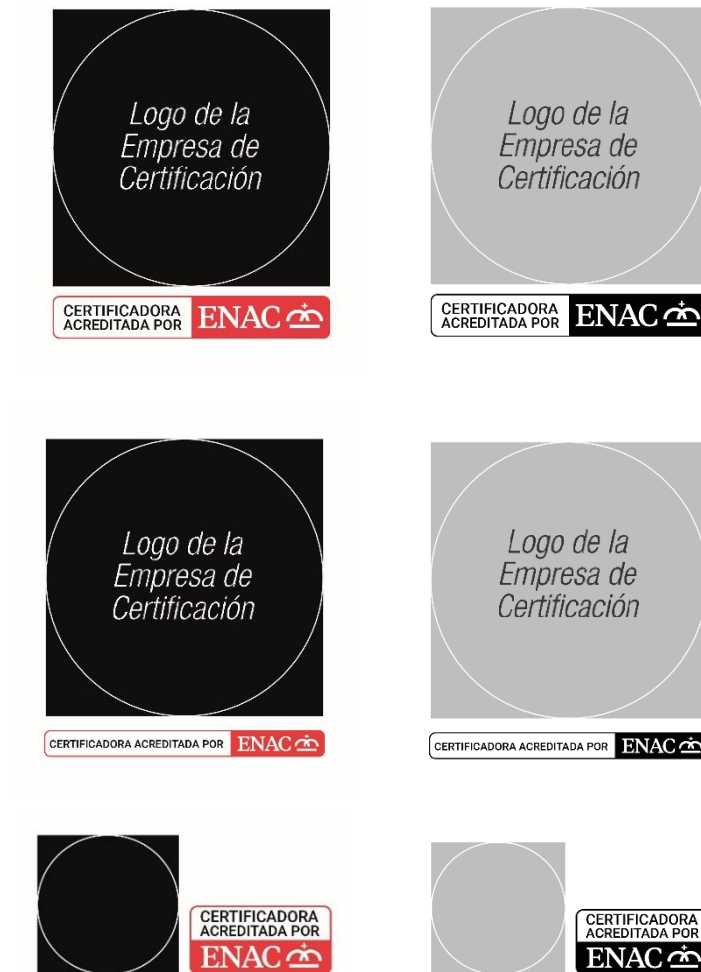 Logo de la
Empresa de
Certificación
CERTIFICADORA
ACREDITADA POR
ENAC
Logo de la
Empresa de
Certificación
CERTIFICADORA
ACREDITADA POR
ENAC
Logo de la
Empresa de
Certificación
CERTIFICADORA ACREDITADA POR ENAC
Logo de la
Empresa de
Certificación
CERTIFICADORA ACREDITADA POR ENAC
CERTIFICADORA
ACREDITADA POR
ENAC
CERTIFICADORA
ACREDITADA POR
ENAC